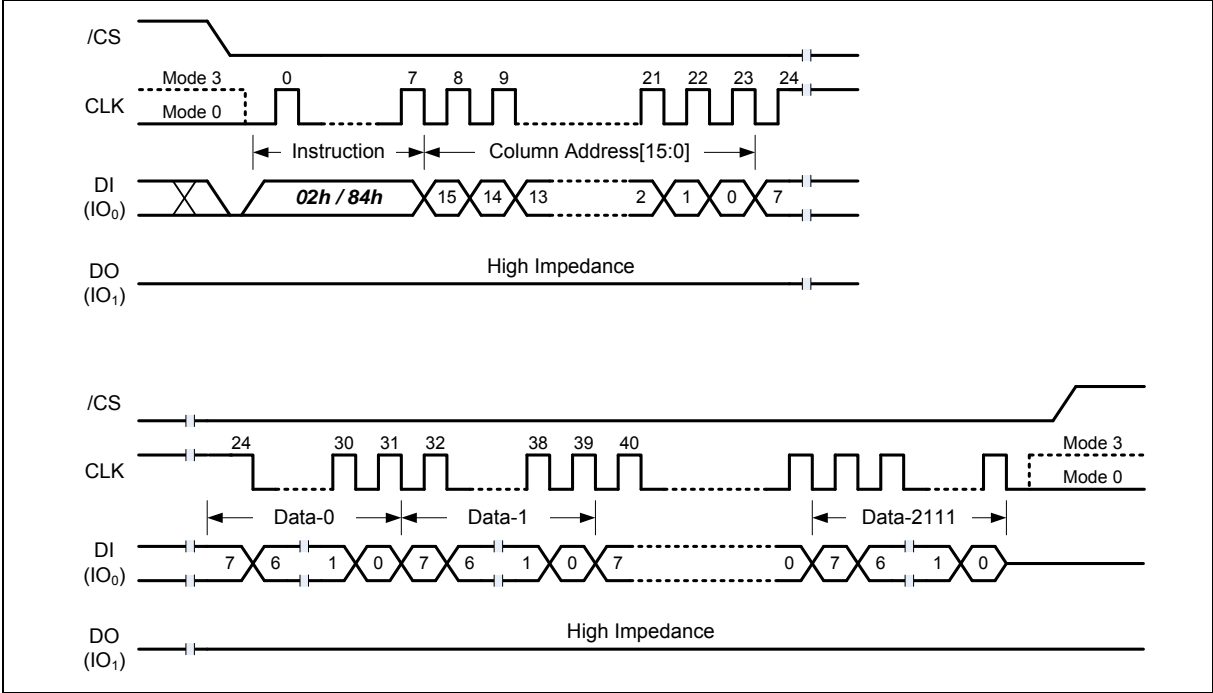 /CS
Mode 3 0 7 8 9 21 22 23 24
CLK
Mode 0
Instruction Column Address[15:0]
DI
(IO0)
02h / 84h 15 14 13 2 1 0 7
High Impedance
DO
(IO1)
/CS
24 30 31 32 38 39 40 Mode 3
CLK
Mode 0
Data-0 Data-1 Data-2111
DI
(IO0)
7 6 1 0 7 6 1 0 7 0 7 6 1 0
High Impedance
DO
(IO1)